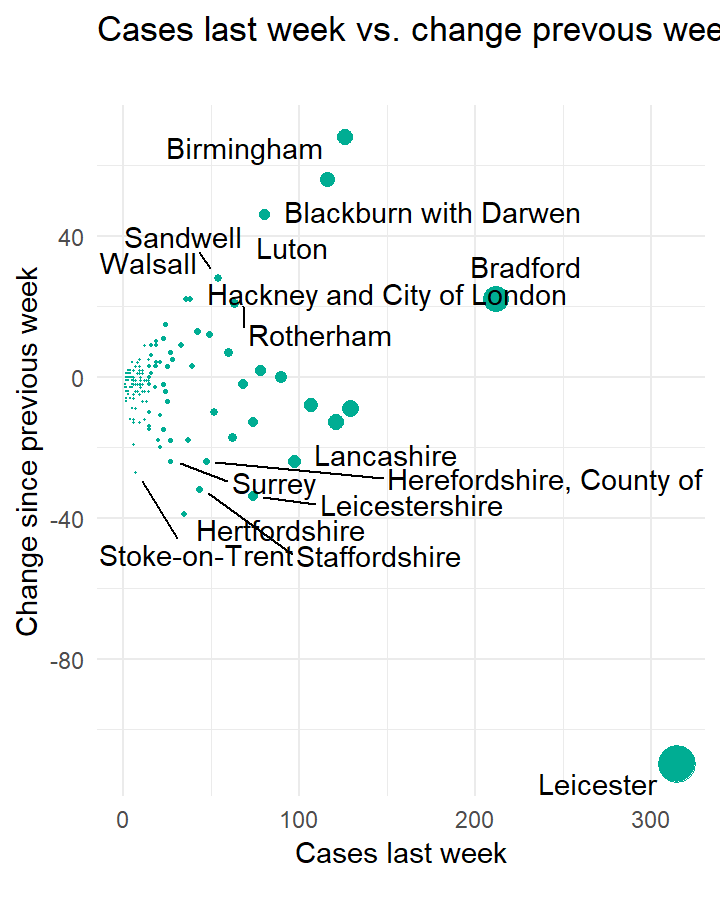 Cases last week vs. change prevous wee
Birmingham
Blackburn with Darwen
40
Sandwell
Luton
Walsall
Bradford
Hackney and City of London
Rotherham
0
Lancashire
Herefordshire, County of
Surrey
Leicestershire
-40
Hertfordshire
Stoke-on-Trent
Staffordshire
-80
Leicester
0 100 200 300
Cases last week
Change since previous week